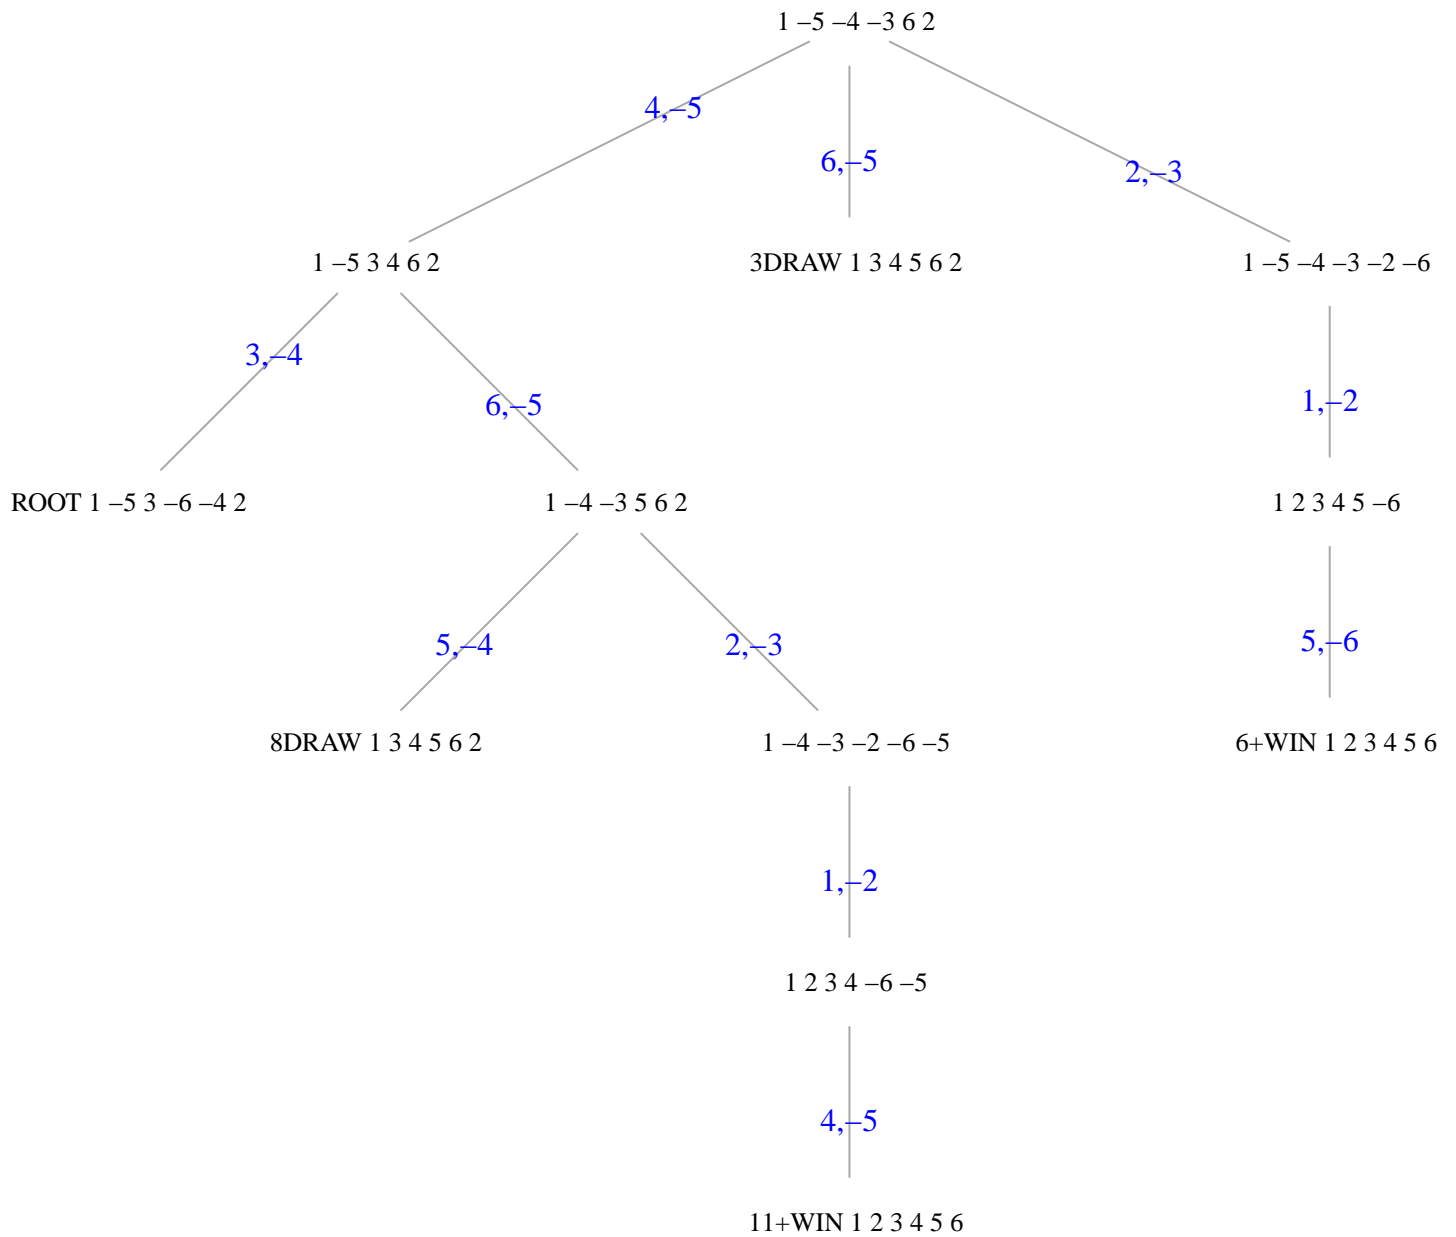 1 –5 –4 –3 6 2
4,–5
6,–5
2,–3
1 –5 3 4 6 2
3DRAW 1 3 4 5 6 2
1 –5 –4 –3 –2 –6
3,–4
6,–5
1,–2
ROOT 1 –5 3 –6 –4 2
1 –4 –3 5 6 2
1 2 3 4 5 –6
5,–4
2,–3
5,–6
8DRAW 1 3 4 5 6 2
1 –4 –3 –2 –6 –5
6+WIN 1 2 3 4 5 6
1,–2
1 2 3 4 –6 –5
4,–5
11+WIN 1 2 3 4 5 6